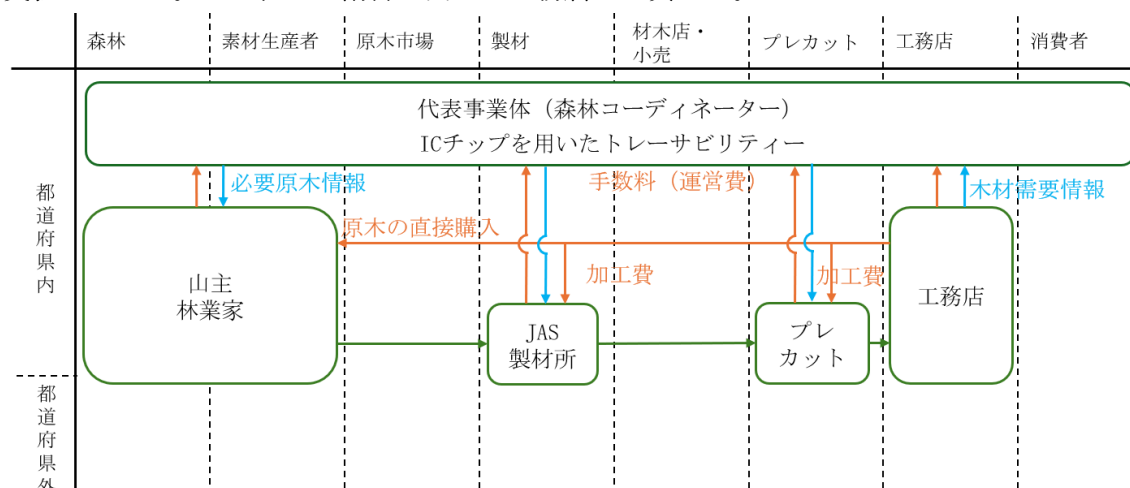 森林
素材生産者
原木市場
製材
材木店・
小売
プレカット
工務店
消費者
代表事業体（森林コーディネーター）
ICチップを用いたトレーサビリティー
都道府県内
必要原木情報
手数料（運営費）
木材需要情報
原木の直接購入
加工費
加工費
山主
林業家
JAS
製材所
プレ
カット
工務店
都道府県外